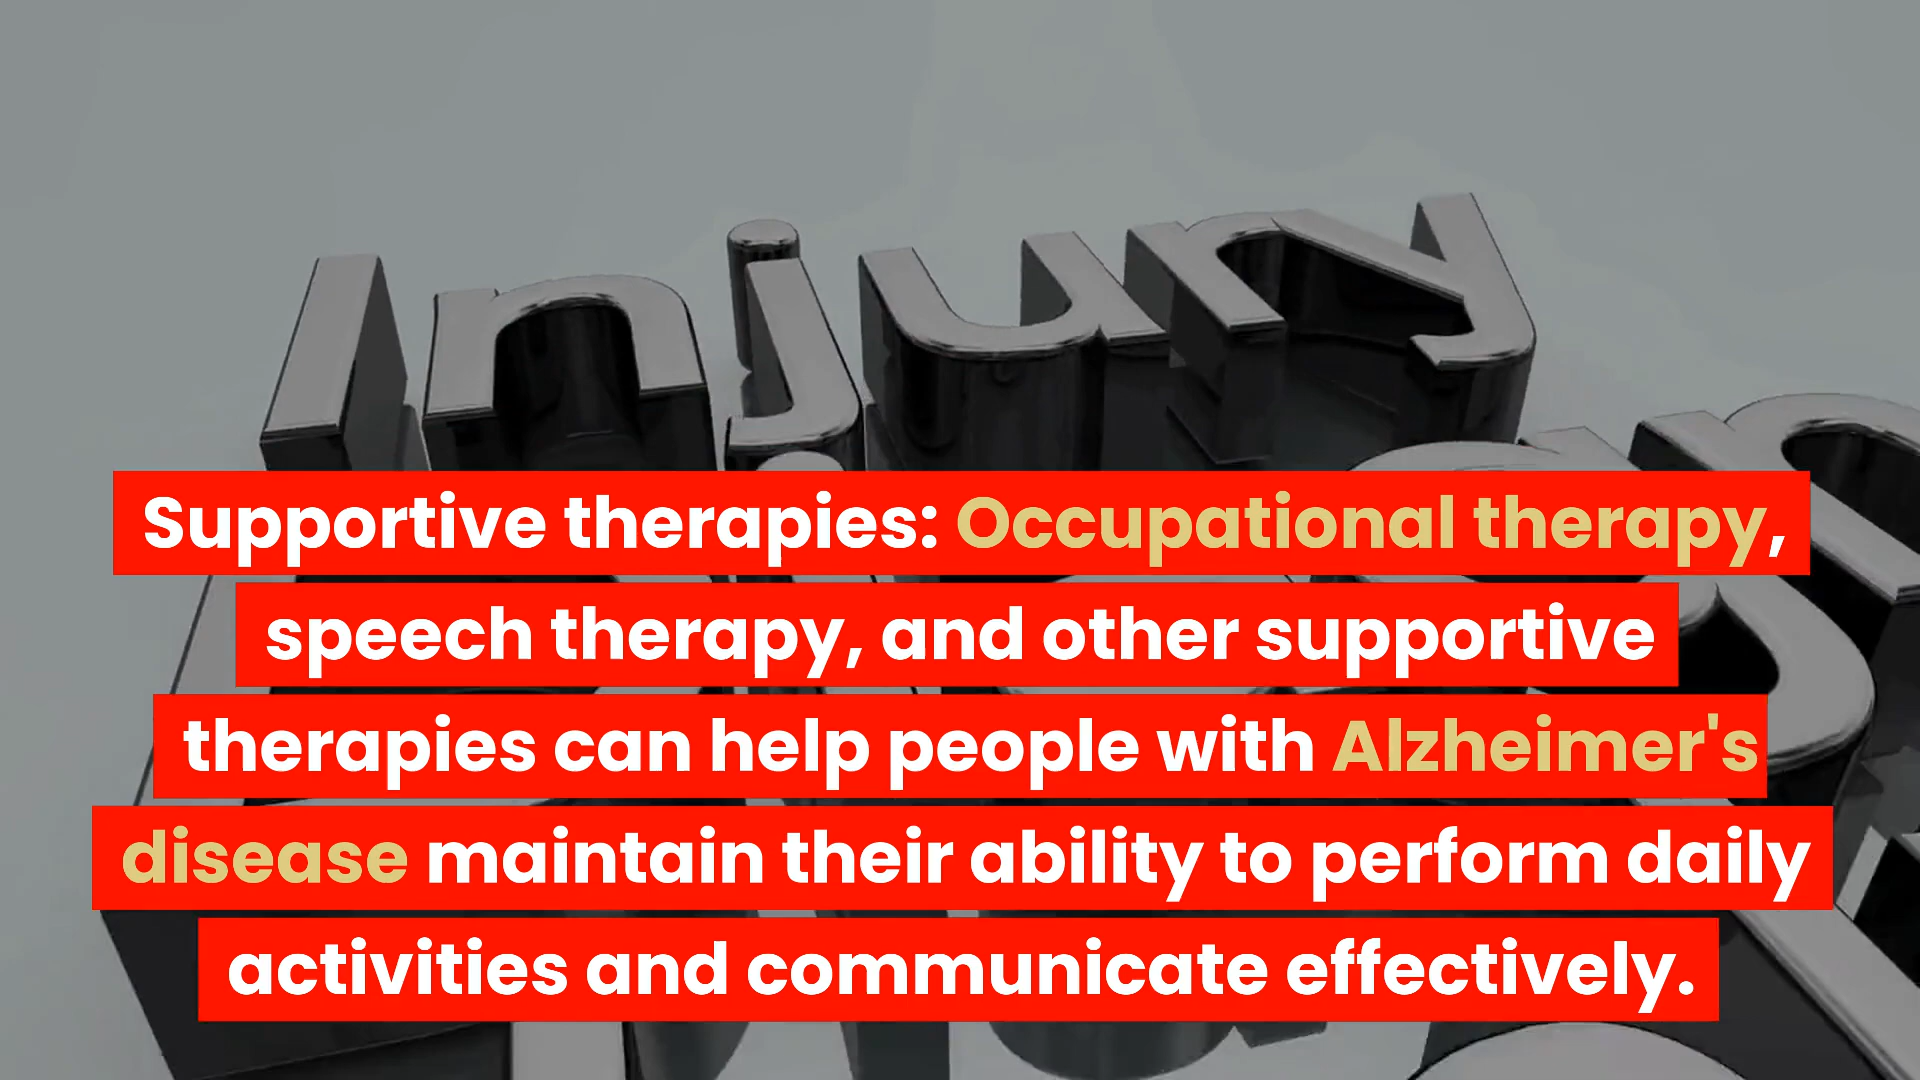 Injury
Supportive therapies: Occupational therapy,
speech therapy, and other supportive
therapies can help people with Alzheimer's
disease maintain their ability to perform daily
activities and communicate effectively.